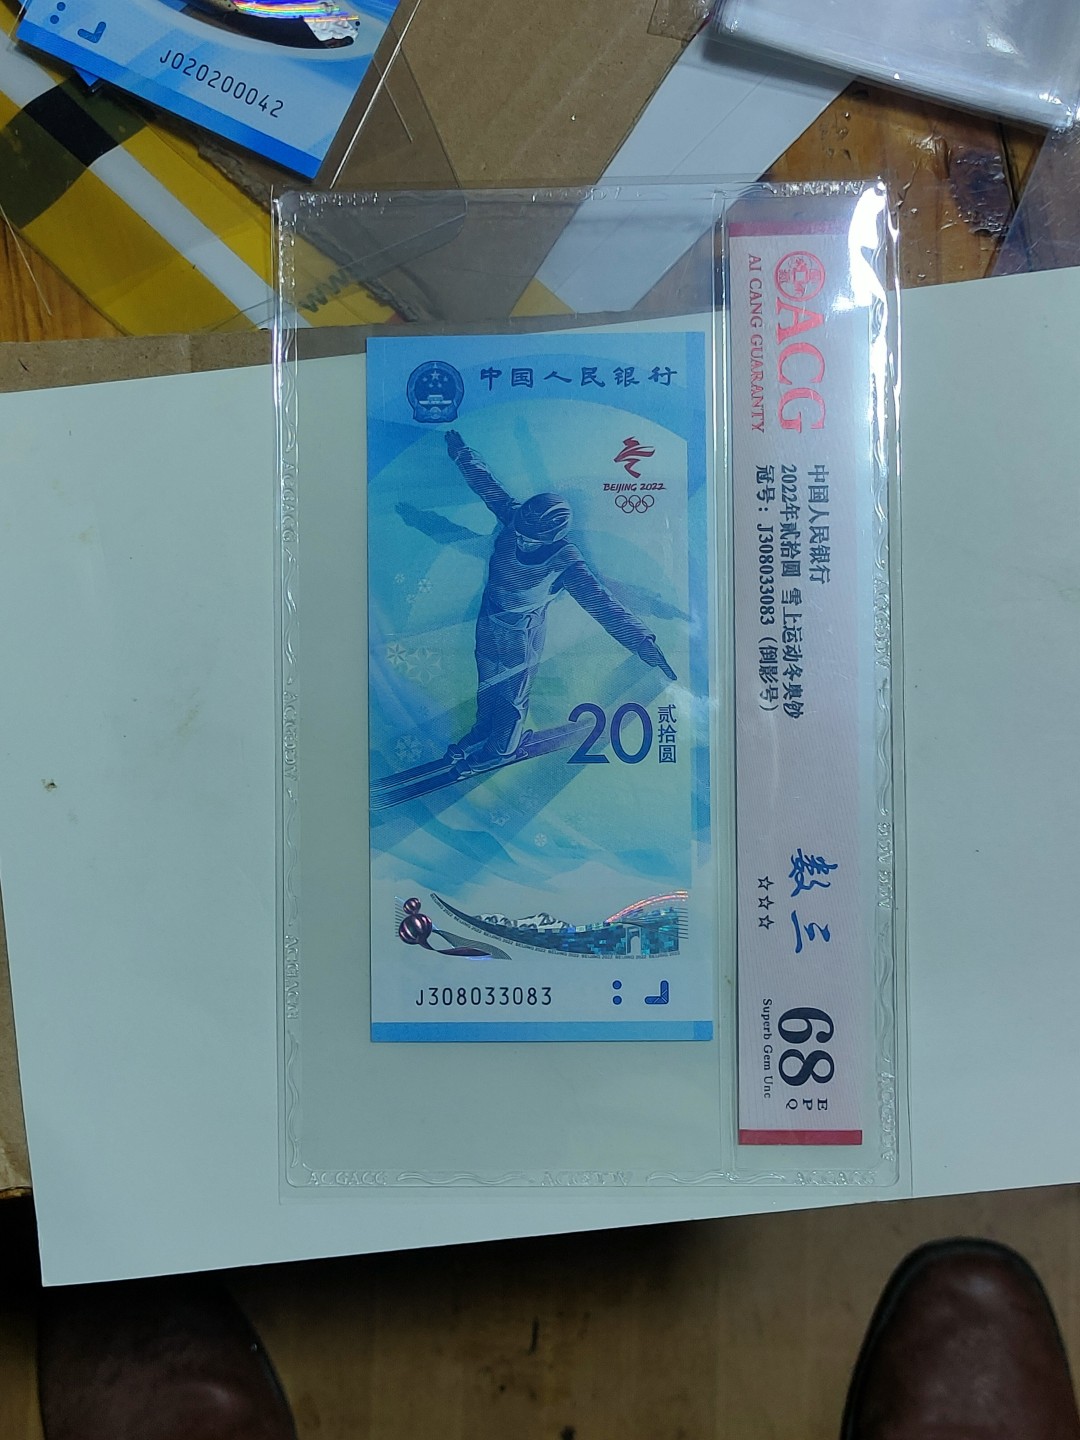 J020200042
中国人民银行
BEIJING 2022
20
贰拾圆
J308033083
ACG
AI CANG GUARANTY
中国人民银行
2022年贰拾圆 雪上运动冬奥钞
冠号：J308033083（倒影号）
☆☆☆
68
EPQ
Superb Gem Unc
ACGACG